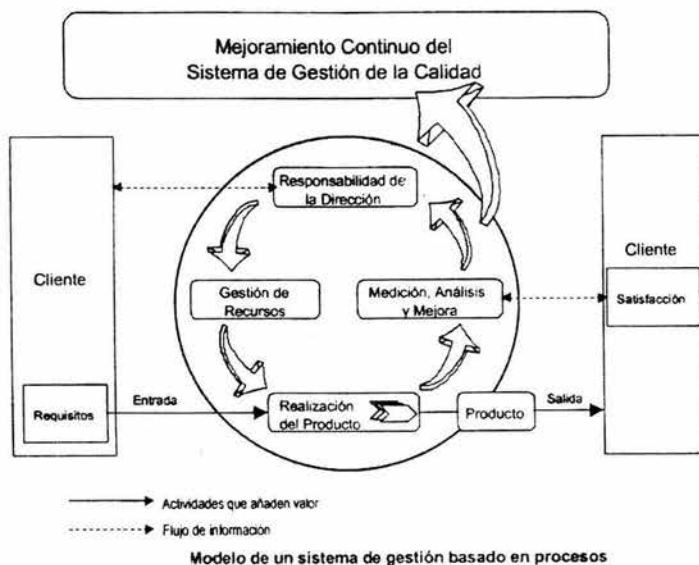 Mejoramiento Continuo del
Sistema de Gestión de la Calidad
Responsabilidad de
la Dirección
Cliente
Cliente
Gestión de
Recursos
Medición, Análisis
y Mejora
Satisfacción
Requisitos
Entrada
Realización
del Producto
Producto
Salida
Actividades que añaden valor
Flujo de información
Modelo de un sistema de gestión basado en procesos